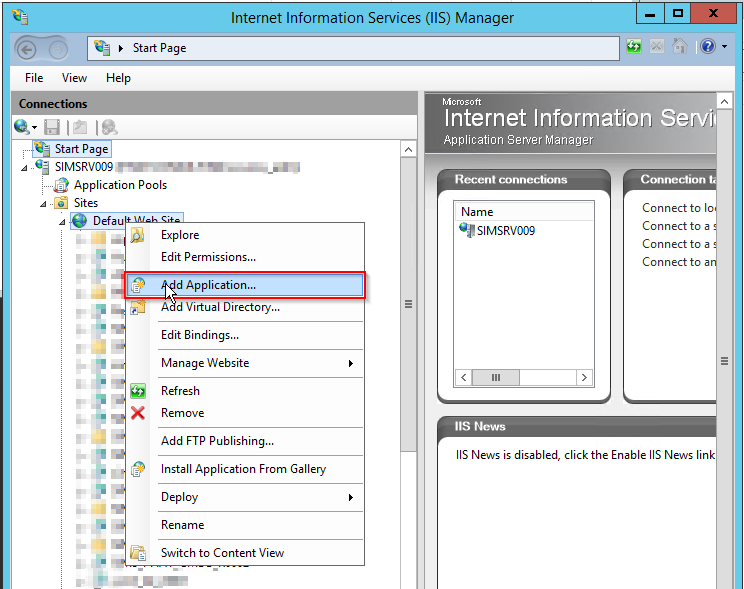 Internet Information Services (IIS) Manager
Start Page
File View Help
Connections
Start Page
SIMSRV009
Application Pools
Sites
Default Web Site
Explore
Edit Permissions...
Add Application...
Add Virtual Directory...
Edit Bindings...
Manage Website
Refresh
Remove
Add FTP Publishing...
Install Application From Gallery
Deploy
Rename
Switch to Content View
Microsoft
Internet Information Servi
Application Server Manager
Recent connections
Name
SIMSRV009
Connection ta
Connect to loc
Connect to a s
Connect to a s
Connect to an
IIS News
IIS News is disabled, click the Enable IIS News link